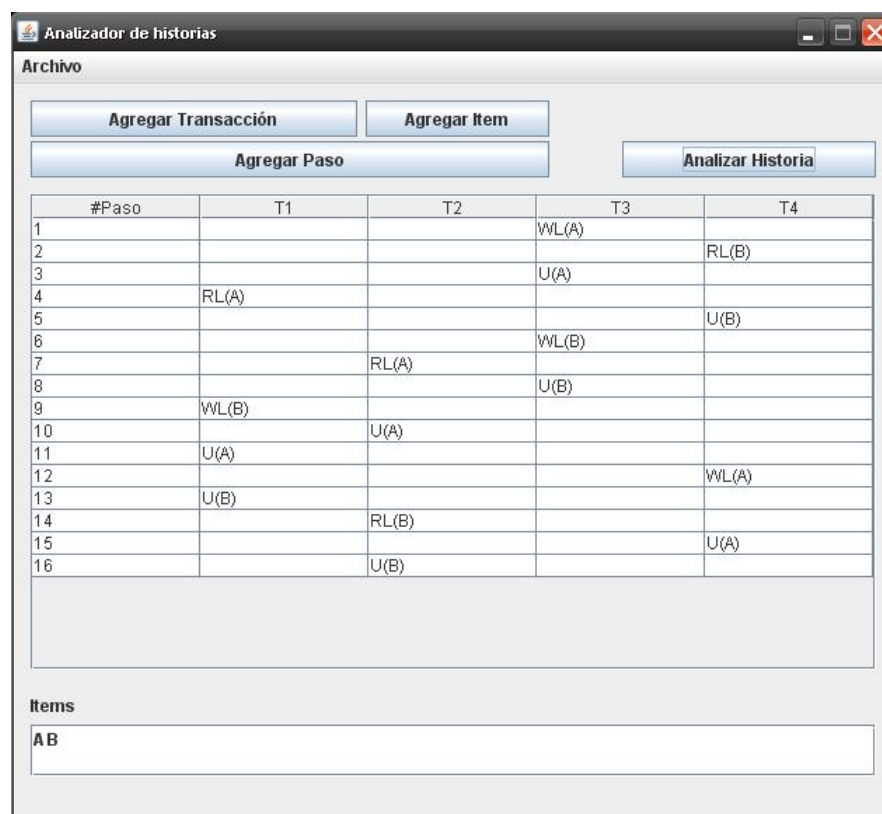 Analizador de historias
Archivo
Agregar Transacción Agregar Item
Agregar Paso Analizar Historia
#Paso T1 T2 T3 T4
1 WL(A)
2 RL(B)
3 U(A)
4 RL(A)
5 U(B)
6 WL(B)
7 RL(A)
8 U(B)
9 WL(B)
10 U(A)
11 U(A)
12 WL(A)
13 U(B)
14 RL(B)
15 U(A)
16 U(B)
Items
A B